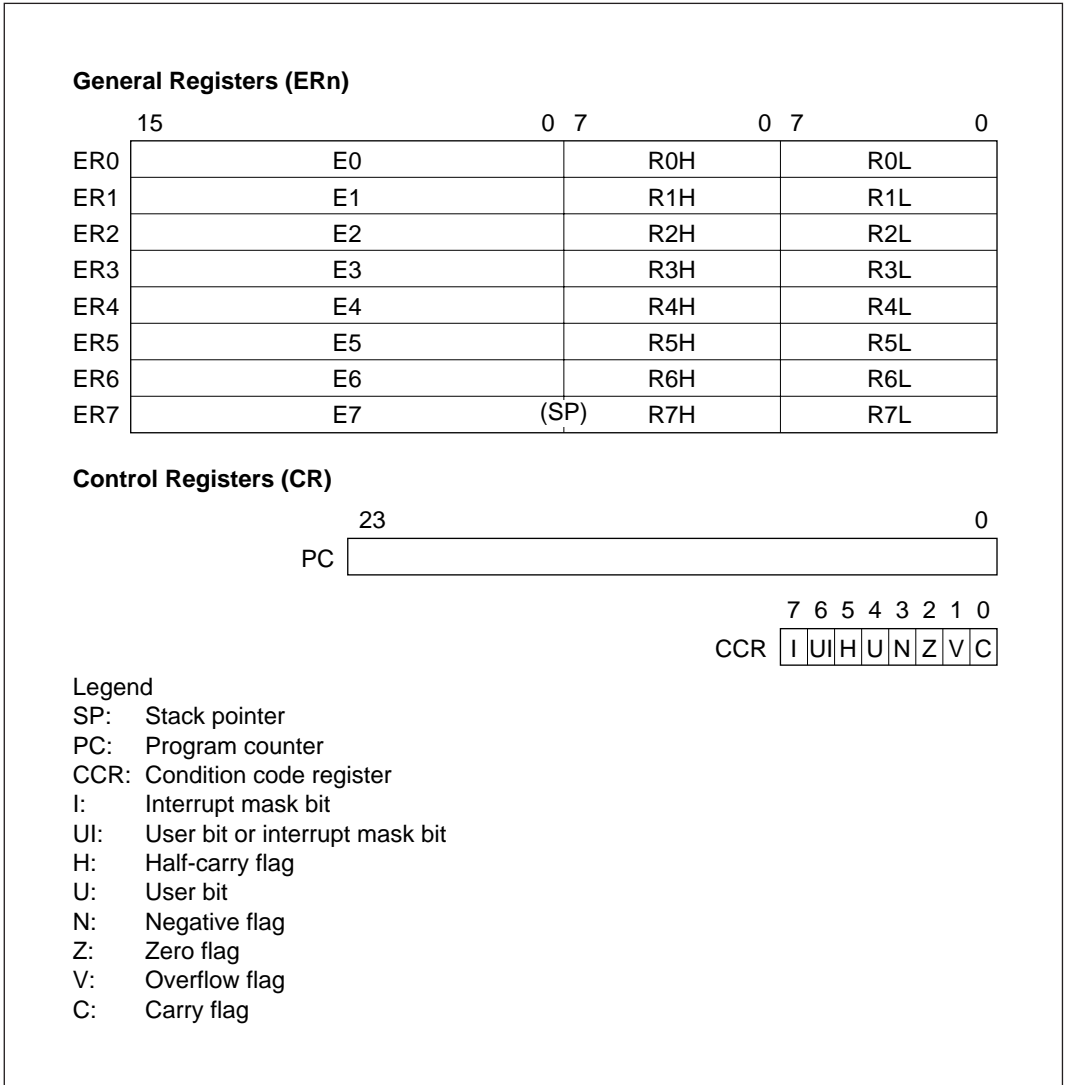 General Registers (ERn)
15 0 7 0 7 0
ER0 E0 R0H R0L
ER1 E1 R1H R1L
ER2 E2 R2H R2L
ER3 E3 R3H R3L
ER4 E4 R4H R4L
ER5 E5 R5H R5L
ER6 E6 R6H R6L
ER7 E7 (SP) R7H R7L
Control Registers (CR)
23 0
PC
7 6 5 4 3 2 1 0
CCR I UI H U N Z V C
Legend
SP: Stack pointer
PC: Program counter
CCR: Condition code register
I: Interrupt mask bit
UI: User bit or interrupt mask bit
H: Half-carry flag
U: User bit
N: Negative flag
Z: Zero flag
V: Overflow flag
C: Carry flag